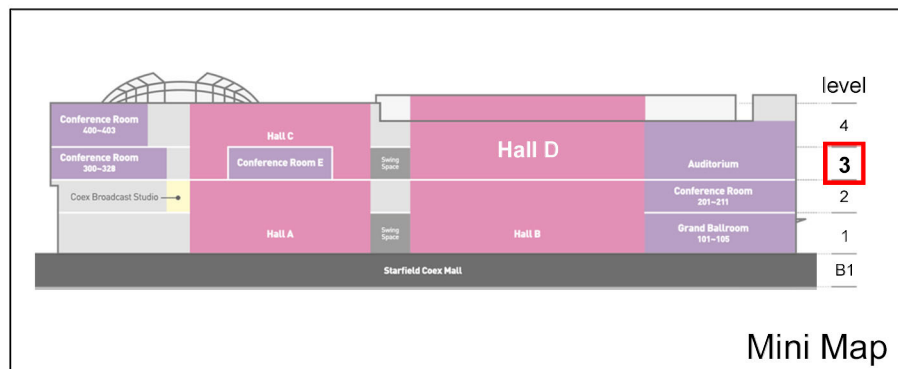 level
Conference Room
400~403
Hall C
4
Conference Room
300~328
Conference Room E
Swing
Space
Hall D
Auditorium
3
Coex Broadcast Studio
Conference Room
201~211
2
Hall A
Swing
Space
Hall B
Grand Ballroom
101~105
1
Starfield Coex Mall
B1
Mini Map